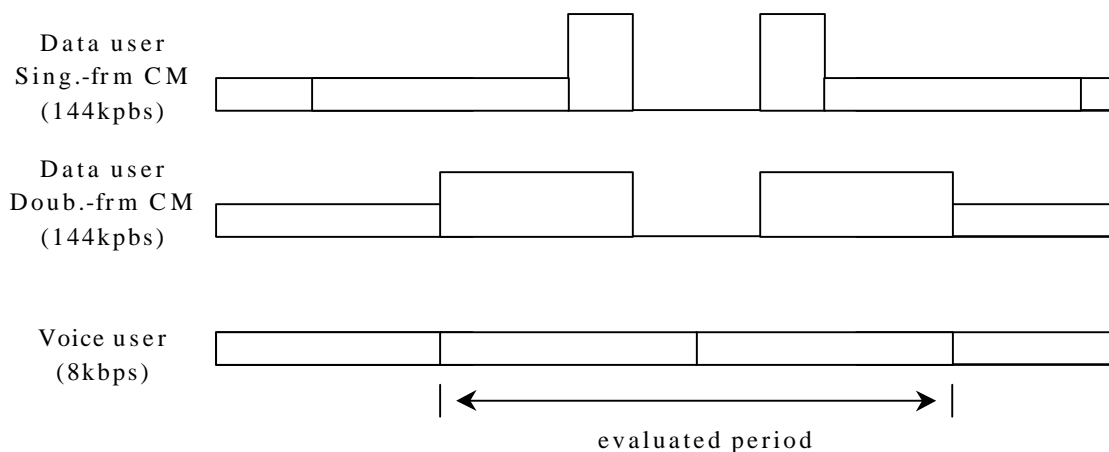 Data user
Sing.-frm CM
(144kpbs)
Data user
Doub.-frm CM
(144kpbs)
Voice user
(8kbps)
evaluated period